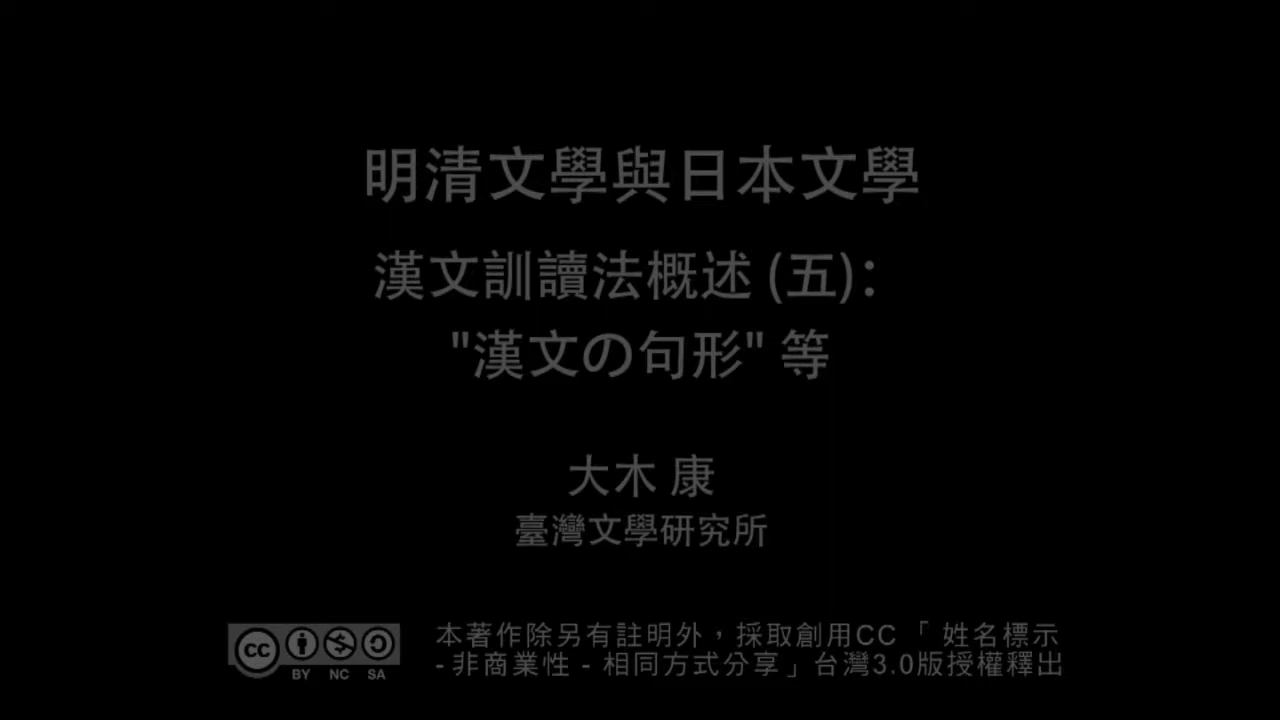 明清文學與日本文學
漢文訓讀法概述 (五):
"漢文の句形" 等
大木 康
臺灣文學研究所
cc
BY NC SA
本著作除另有註明外，採取創用CC 「 姓名標示
- 非商業性 - 相同方式分享」台灣3.0版授權釋出